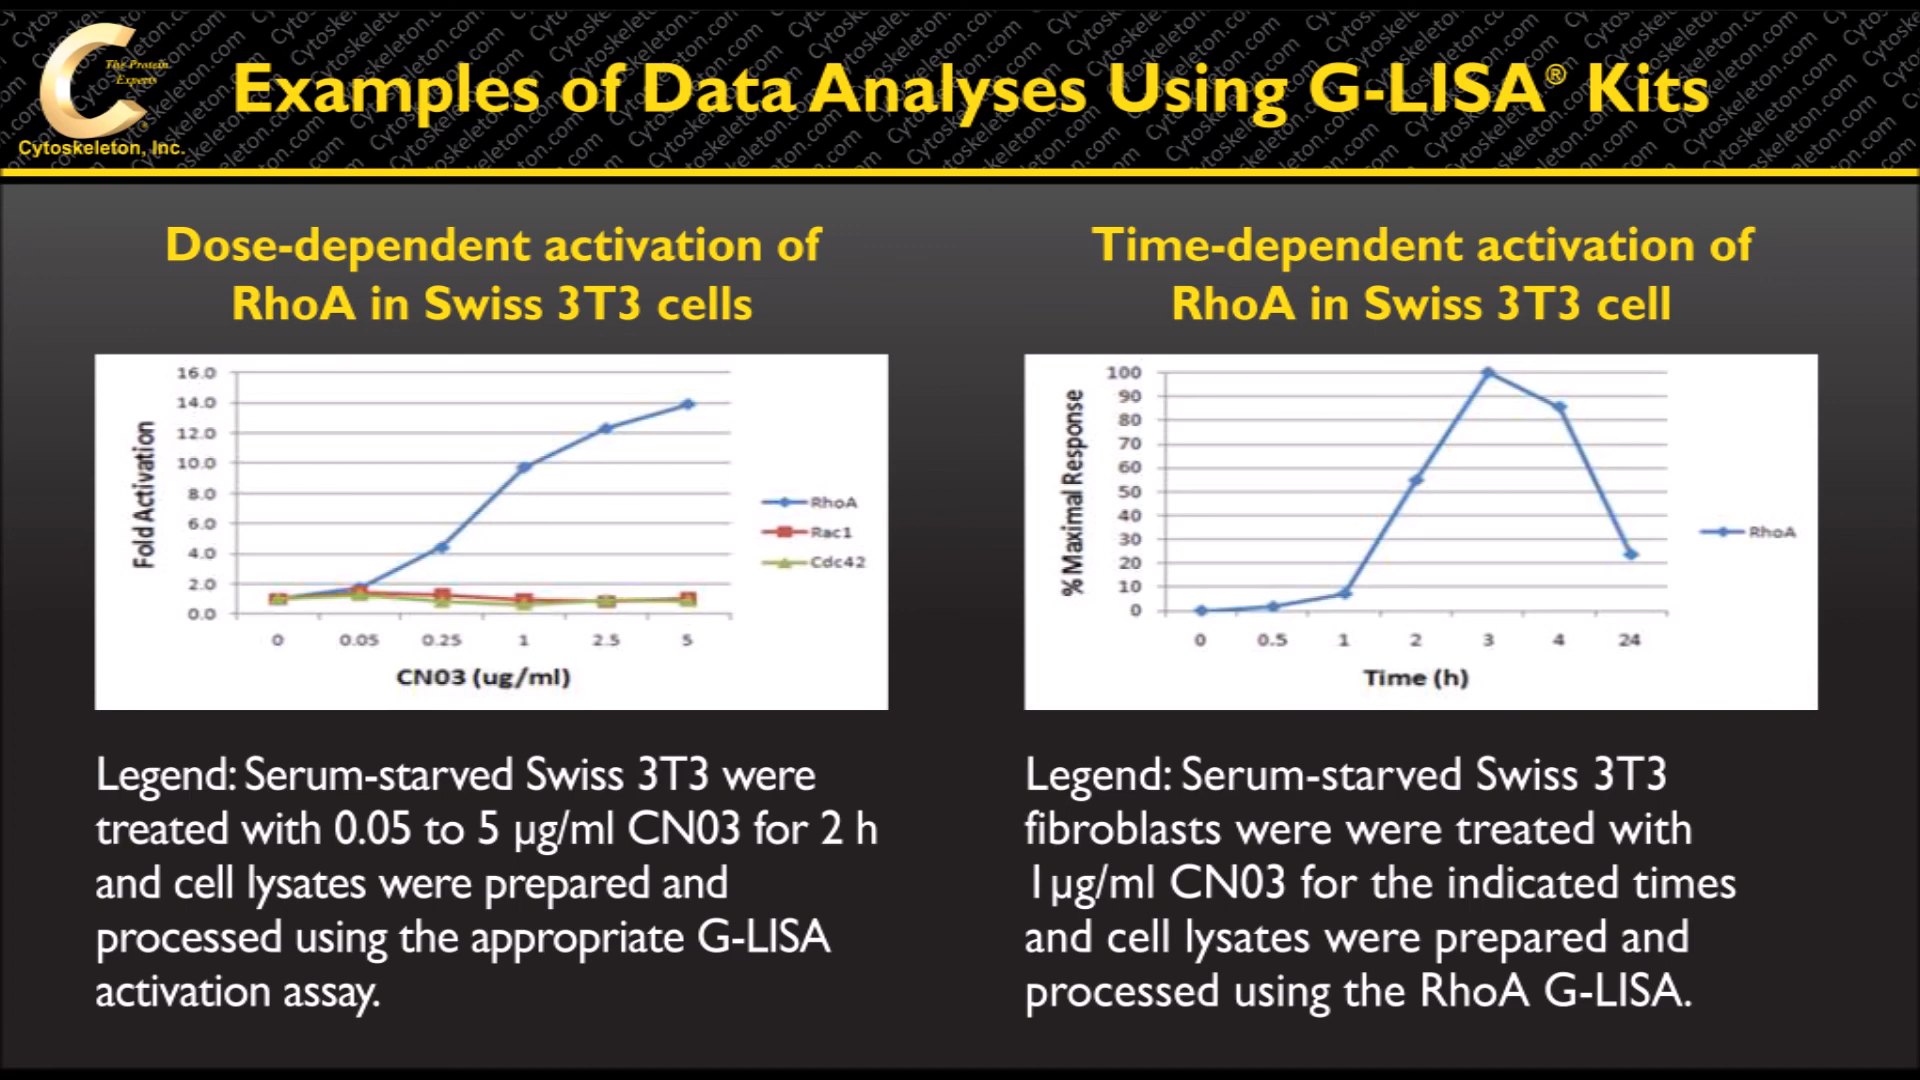 The Protein
Experts
Cytoskeleton, Inc.
Examples of Data Analyses Using G-LISA® Kits
Dose-dependent activation of
RhoA in Swiss 3T3 cells
16.0
14.0
12.0
10.0
8.0
6.0
4.0
2.0
0.0
Fold Activation
0 0.05 0.25 1 2.5 5
CN03 (ug/ml)
RhoA
Rac1
Cdc42
Legend: Serum-starved Swiss 3T3 were
treated with 0.05 to 5 µg/ml CN03 for 2 h
and cell lysates were prepared and
processed using the appropriate G-LISA
activation assay.
Time-dependent activation of
RhoA in Swiss 3T3 cell
100
90
80
70
60
50
40
30
20
10
0
% Maximal Response
0 0.5 1 2 3 4 24
Time (h)
RhoA
Legend: Serum-starved Swiss 3T3
fibroblasts were were treated with
1µg/ml CN03 for the indicated times
and cell lysates were prepared and
processed using the RhoA G-LISA.
Cytoskeleton.com